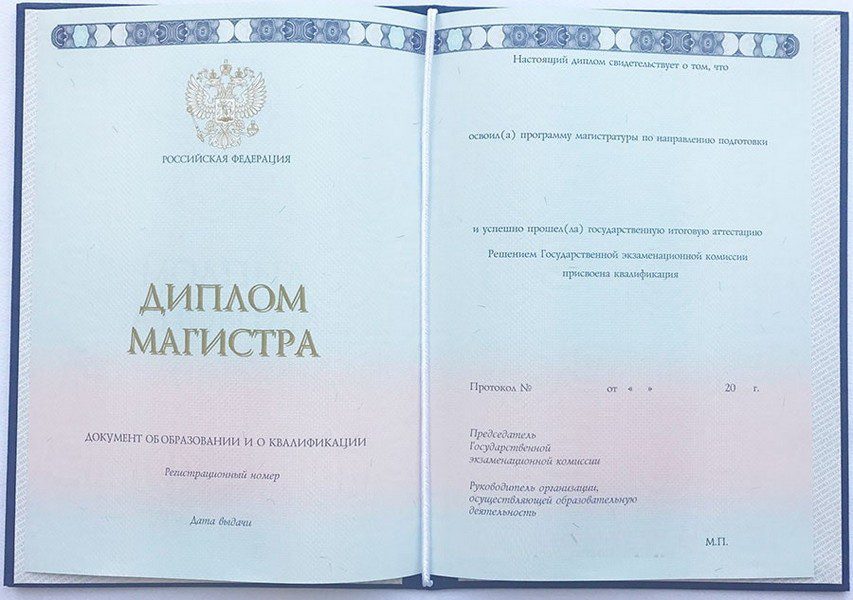 РОССИЙСКАЯ ФЕДЕРАЦИЯ
ДИПЛОМ
МАГИСТРА
ДОКУМЕНТ ОБ ОБРАЗОВАНИИ И О КВАЛИФИКАЦИИ
Регистрационный номер
Дата выдачи
Настоящий диплом свидетельствует о том, что
освоил(а) программу магистратуры по направлению подготовки
и успешно прошел(ла) государственную итоговую аттестацию
Решением Государственной экзаменационной комиссии
присвоена квалификация
Протокол № от « » 20 г.
Председатель
Государственной
экзаменационной комиссии
Руководитель организации,
осуществляющей образовательную
деятельность
М.П.